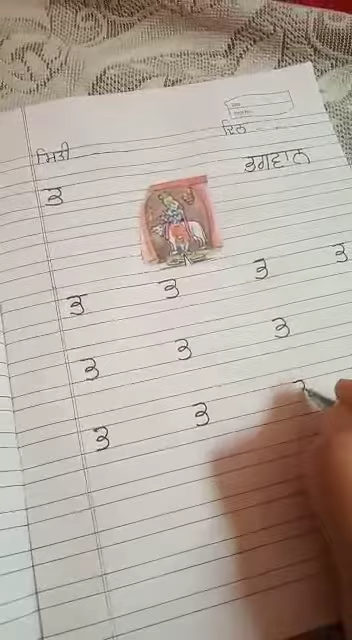 ਮਿਤੀ ਦਿਨ
ਭ ਭਗਵਾਨ
ਭ ਭ ਭ ਭ
ਭ ਭ ਭ
ਭ ਭ